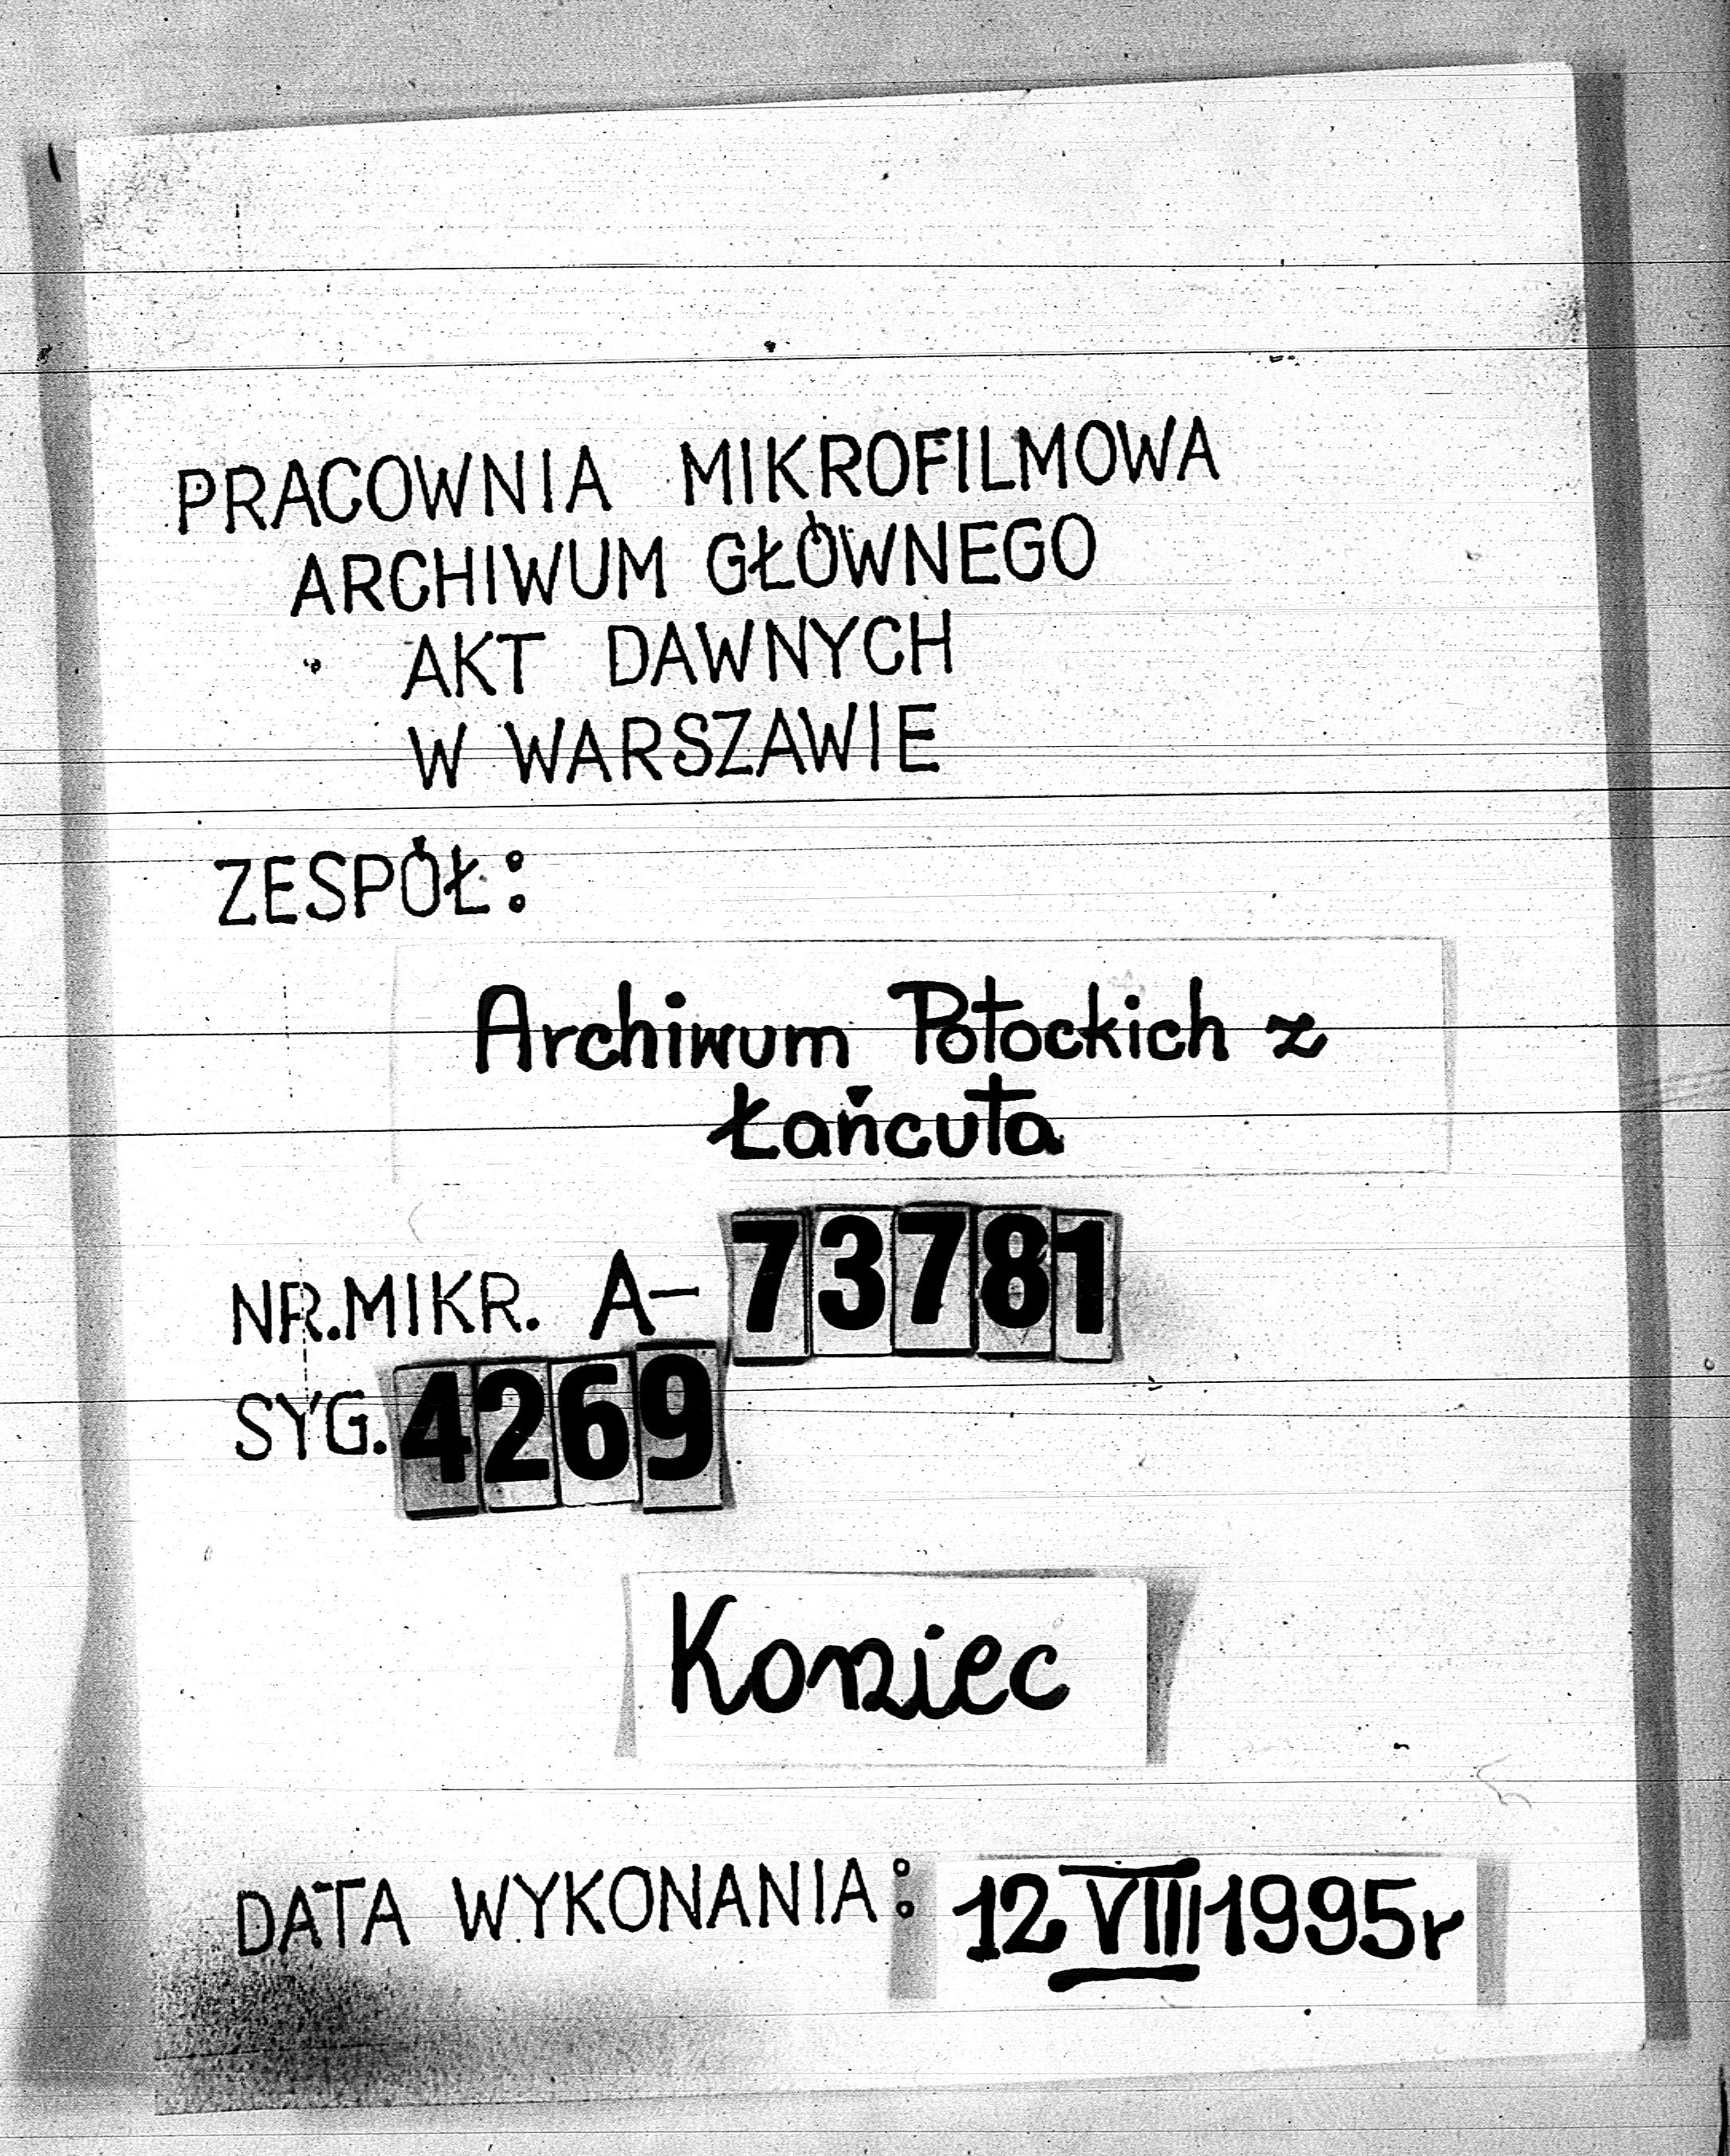 PRACOWNIA MIKROFILMOWA
ARCHIWUM GŁÓWNEGO
AKT DAWNYCH
W WARSZAWIE
ZESPÓŁ:
Archiwum Potockich z
Łańcuta
NR.MIKR. A-73781
SYG. 4269
Koniec
DATA WYKONANIA: 12 VII 1995r